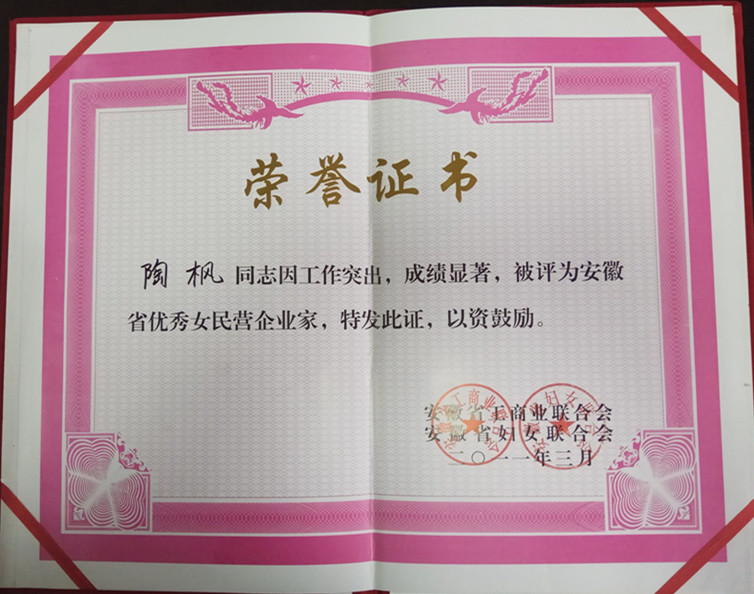 荣誉证书
陶枫同志因工作突出，成绩显著，被评为安徽
省优秀女民营企业家，特发此证，以资鼓励。
安徽省工商业联合会
安徽省妇女联合会
二〇一一年三月